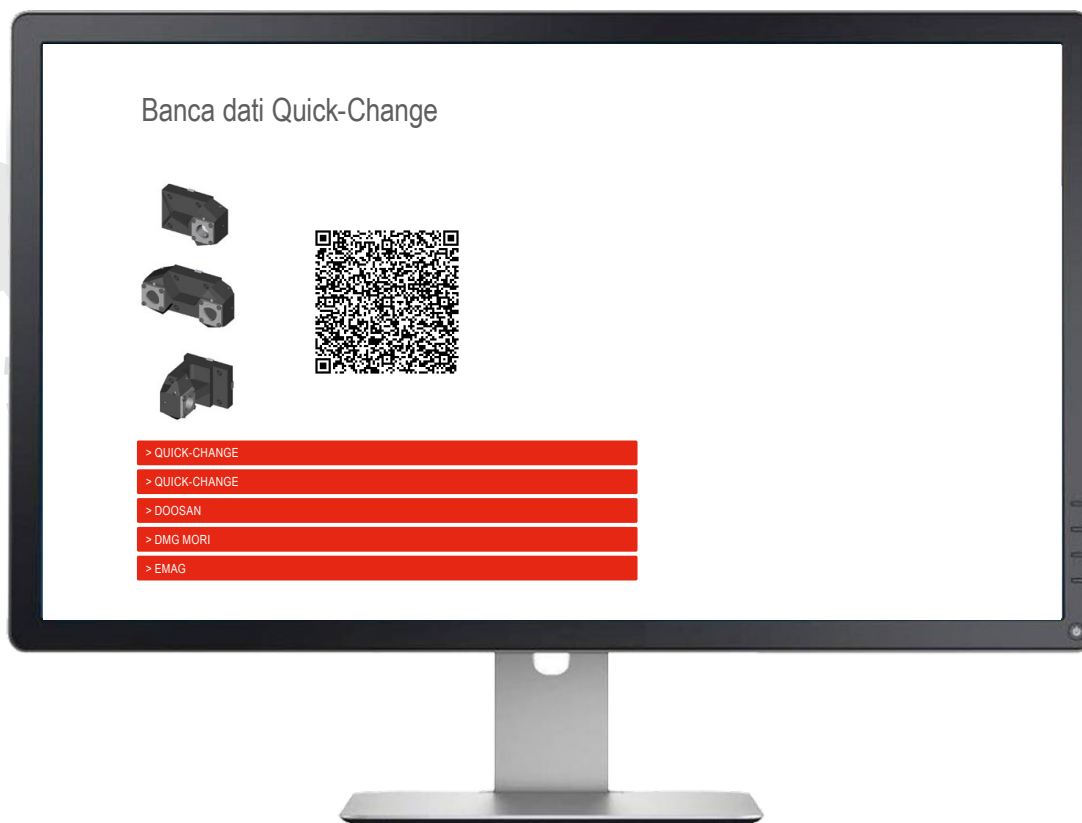 Banca dati Quick-Change
> QUICK-CHANGE
> QUICK-CHANGE
> DOOSAN
> DMG MORI
> EMAG